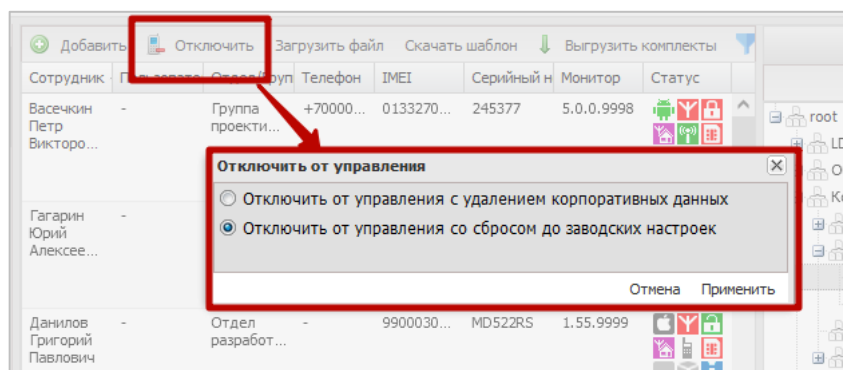 Добавить Отключить Загрузить файл Скачать шаблон Выгрузить комплекты
Сотрудник Телефон IMEI Серийный н Монитор Статус
Васечкин - Группа +70000... 0133270... 245377 5.0.0.9998
Петр проекти...
Викторо...
root
Отключить от управления
Отключить от управления с удалением корпоративных данных
Отключить от управления со сбросом до заводских настроек
Отмена Применить
Гагарин -
Юрий
Алексее...
Данилов - Отдел - 9900030... MD522RS 1.55.9999
Григорий разработ...
Павлович